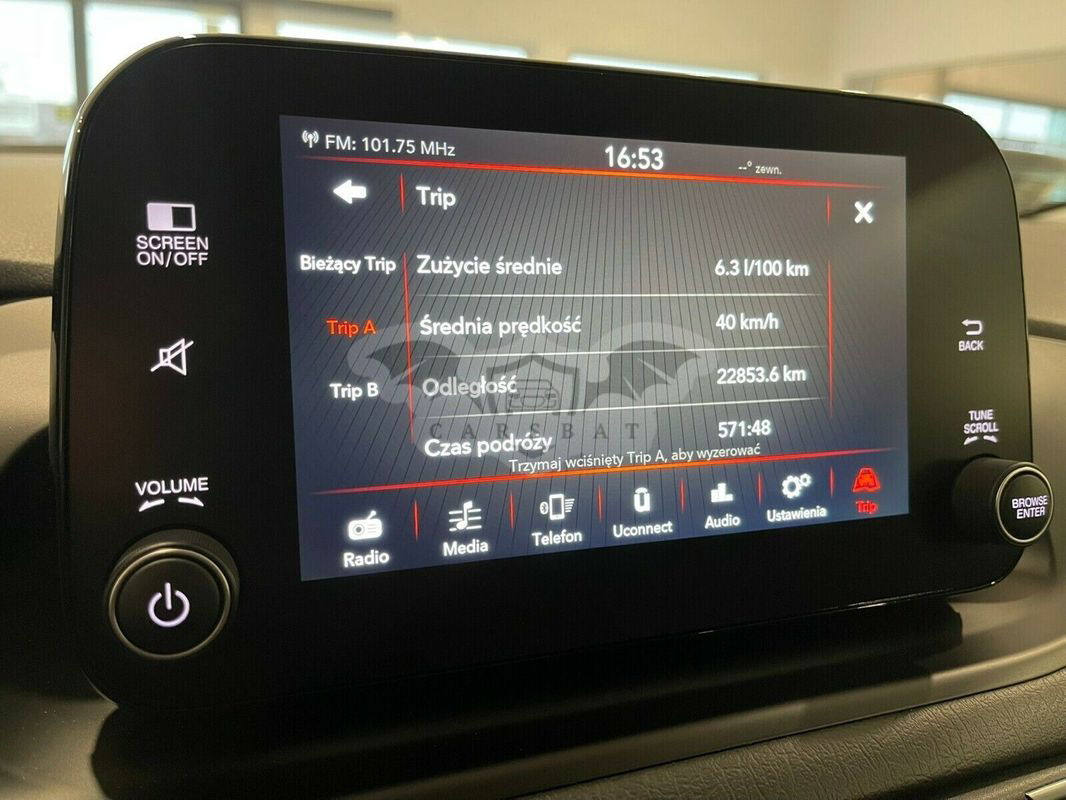 FM: 101.75 MHz
16:53
--° zewn.
Trip
SCREEN
ON/OFF
Bieżący Trip
Zużycie średnie
6.3 l/100 km
Trip A
Średnia prędkość
40 km/h
BACK
Trip B
Odległość
22853.6 km
CARSBAT
Czas podróży
571:48
TUNE
SCROLL
Trzymaj wciśnięty Trip A, aby wyzerować
VOLUME
BROWSE
ENTER
Radio
Media
Telefon
Uconnect
Audio
Ustawienia
Trip